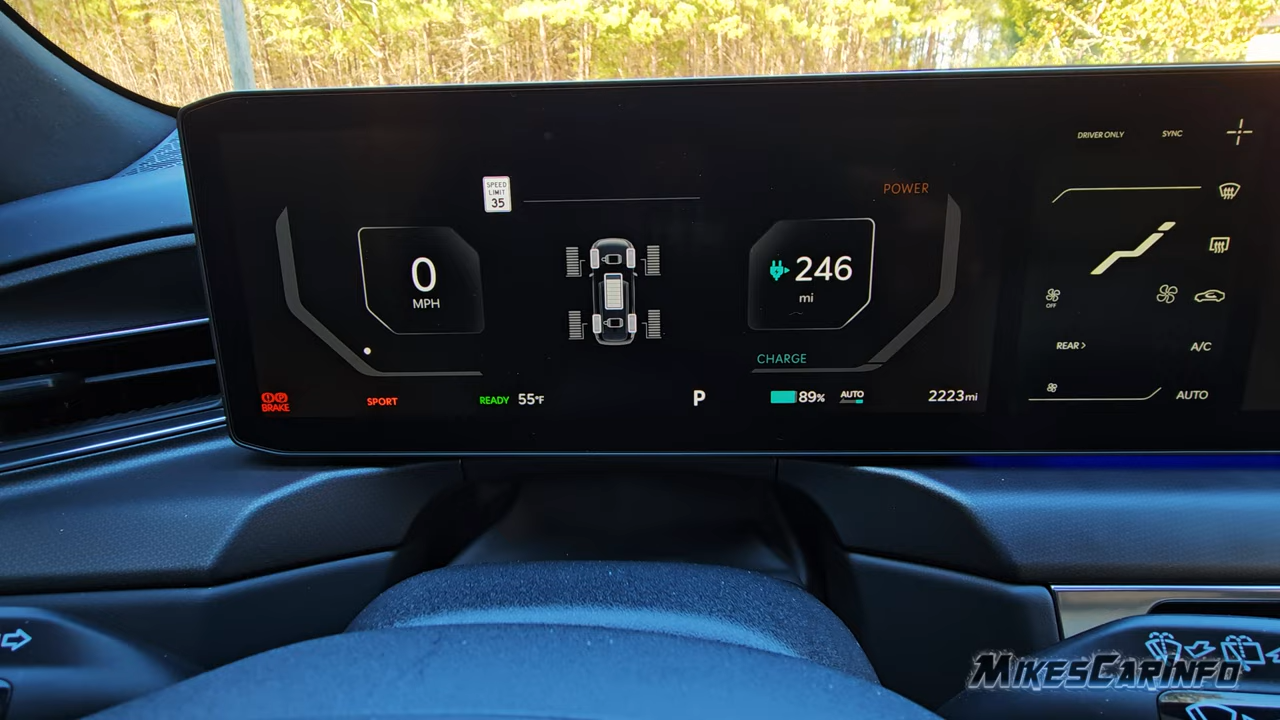 DRIVER ONLY SYNC
SPEED
LIMIT
35
POWER
0
MPH
246
mi
OFF
REAR > A/C
CHARGE
BRAKE
SPORT
READY 55°F
P
89% AUTO
2223mi
AUTO
MIKESCARINFO